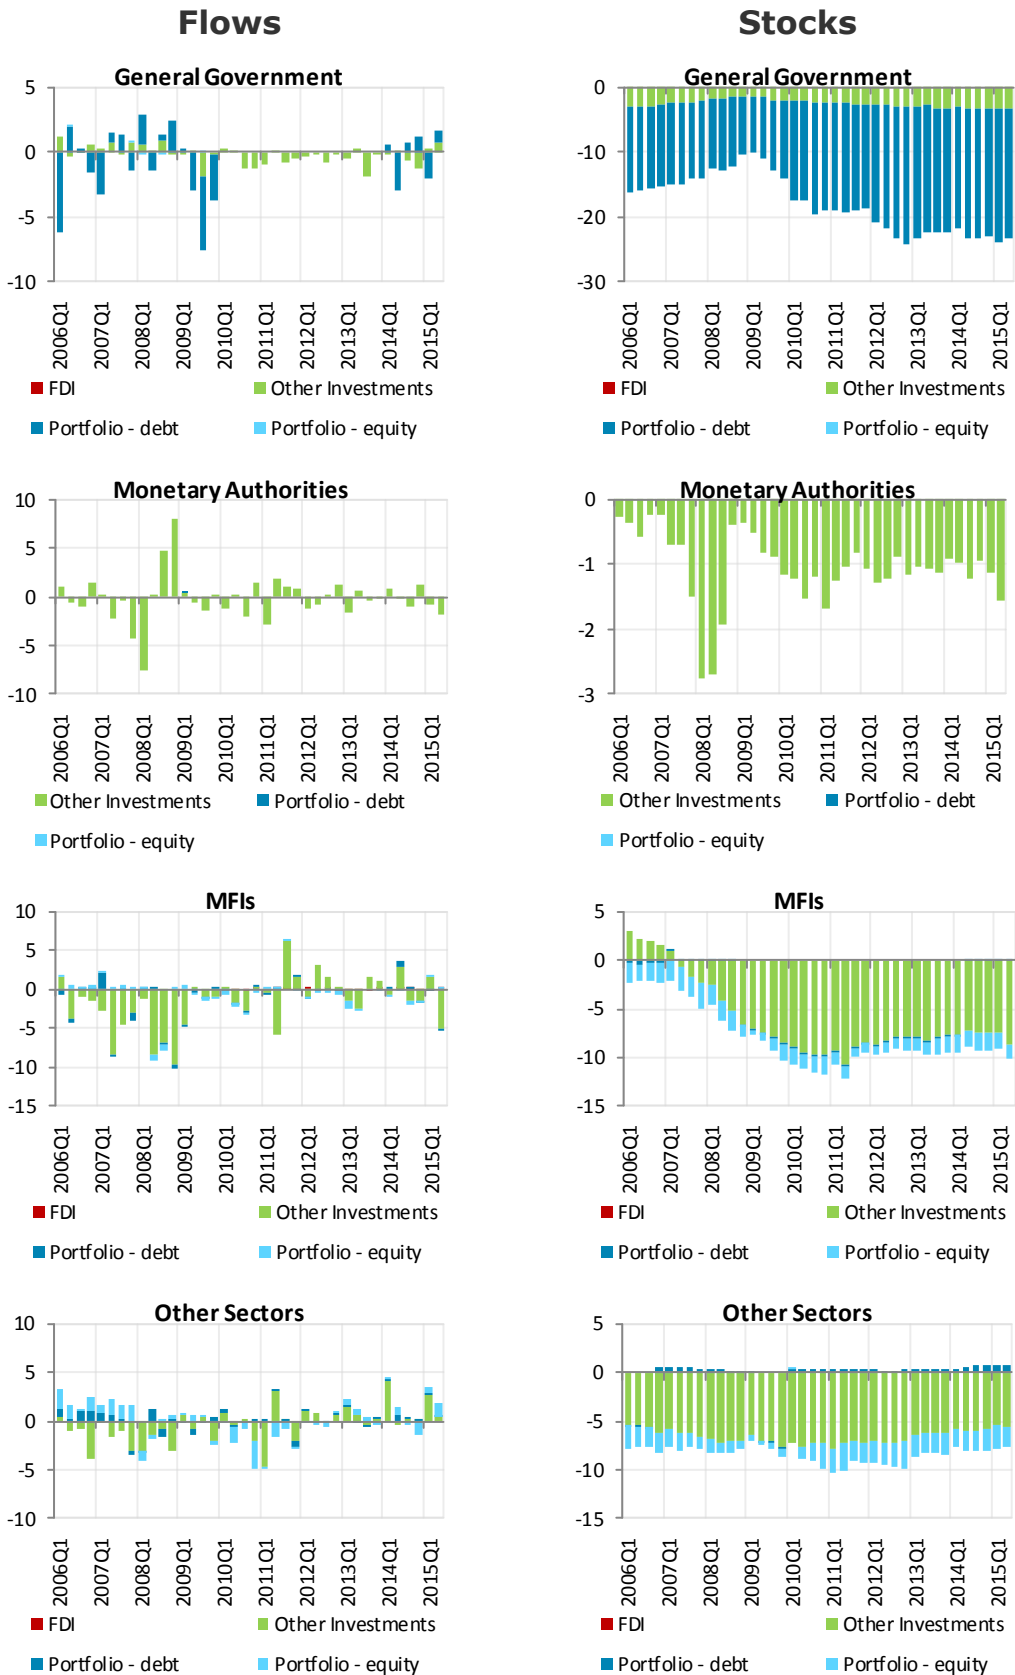 Flows
Stocks
General Government
5
0
-5
-10
2006Q1
2007Q1
2008Q1
2009Q1
2010Q1
2011Q1
2012Q1
2013Q1
2014Q1
2015Q1
FDI
Other Investments
Portfolio - debt
Portfolio - equity
General Government
0
-10
-20
-30
2006Q1
2007Q1
2008Q1
2009Q1
2010Q1
2011Q1
2012Q1
2013Q1
2014Q1
2015Q1
FDI
Other Investments
Portfolio - debt
Portfolio - equity
Monetary Authorities
10
5
0
-5
-10
2006Q1
2007Q1
2008Q1
2009Q1
2010Q1
2011Q1
2012Q1
2013Q1
2014Q1
2015Q1
Other Investments
Portfolio - debt
Portfolio - equity
Monetary Authorities
0
-1
-2
-3
2006Q1
2007Q1
2008Q1
2009Q1
2010Q1
2011Q1
2012Q1
2013Q1
2014Q1
2015Q1
Other Investments
Portfolio - debt
Portfolio - equity
MFIs
10
5
0
-5
-10
-15
2006Q1
2007Q1
2008Q1
2009Q1
2010Q1
2011Q1
2012Q1
2013Q1
2014Q1
2015Q1
FDI
Other Investments
Portfolio - debt
Portfolio - equity
MFIs
5
0
-5
-10
-15
2006Q1
2007Q1
2008Q1
2009Q1
2010Q1
2011Q1
2012Q1
2013Q1
2014Q1
2015Q1
FDI
Other Investments
Portfolio - debt
Portfolio - equity
Other Sectors
10
5
0
-5
-10
2006Q1
2007Q1
2008Q1
2009Q1
2010Q1
2011Q1
2012Q1
2013Q1
2014Q1
2015Q1
FDI
Other Investments
Portfolio - debt
Portfolio - equity
Other Sectors
5
0
-5
-10
-15
2006Q1
2007Q1
2008Q1
2009Q1
2010Q1
2011Q1
2012Q1
2013Q1
2014Q1
2015Q1
FDI
Other Investments
Portfolio - debt
Portfolio - equity